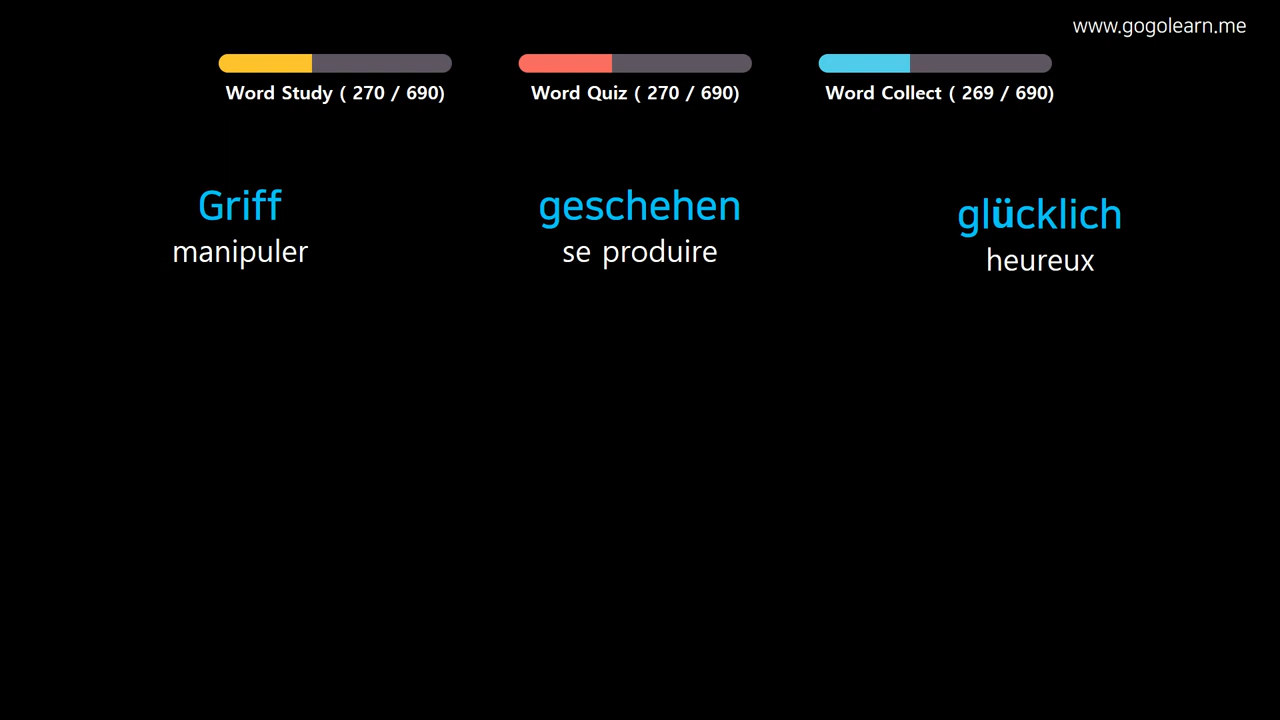 www.gogolearn.me
Word Study ( 270 / 690)
Word Quiz ( 270 / 690)
Word Collect ( 269 / 690)
Griff
manipuler
geschehen
se produire
glücklich
heureux